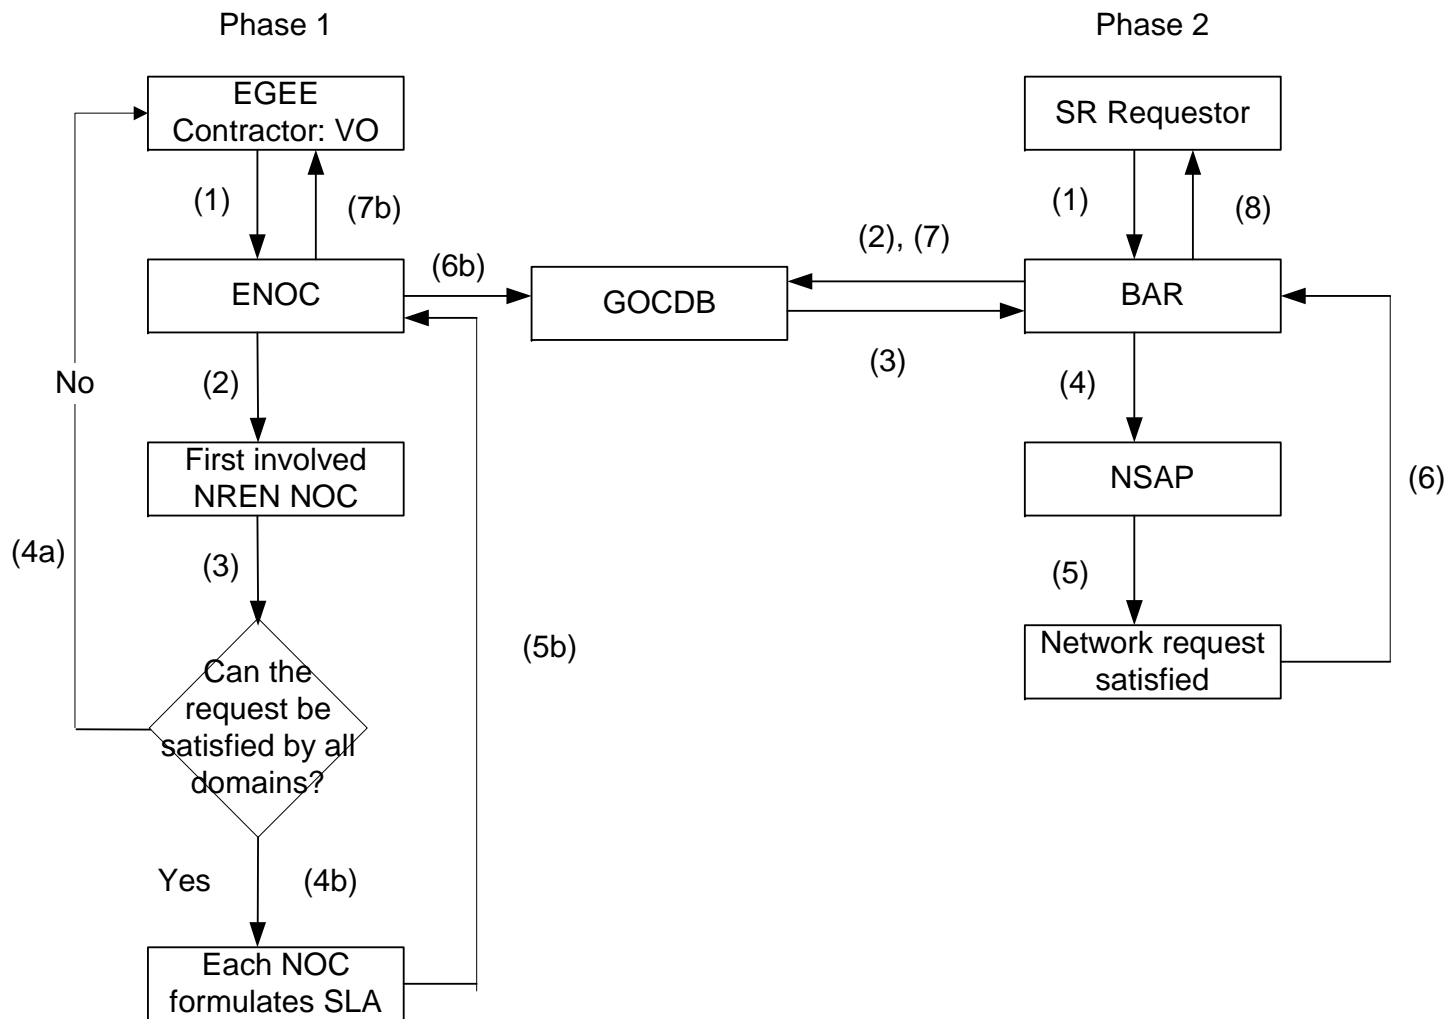 Phase 1
Phase 2
EGEE
Contractor: VO
SR Requestor
(1)
(7b)
(1)
(8)
(2), (7)
(6b)
ENOC
GOCDB
BAR
(3)
No
(2)
(4)
First involved
NREN NOC
NSAP
(6)
(4a)
(3)
(5)
(5b)
Network request
satisfied
Can the
request be
satisfied by all
domains?
Yes
(4b)
Each NOC
formulates SLA